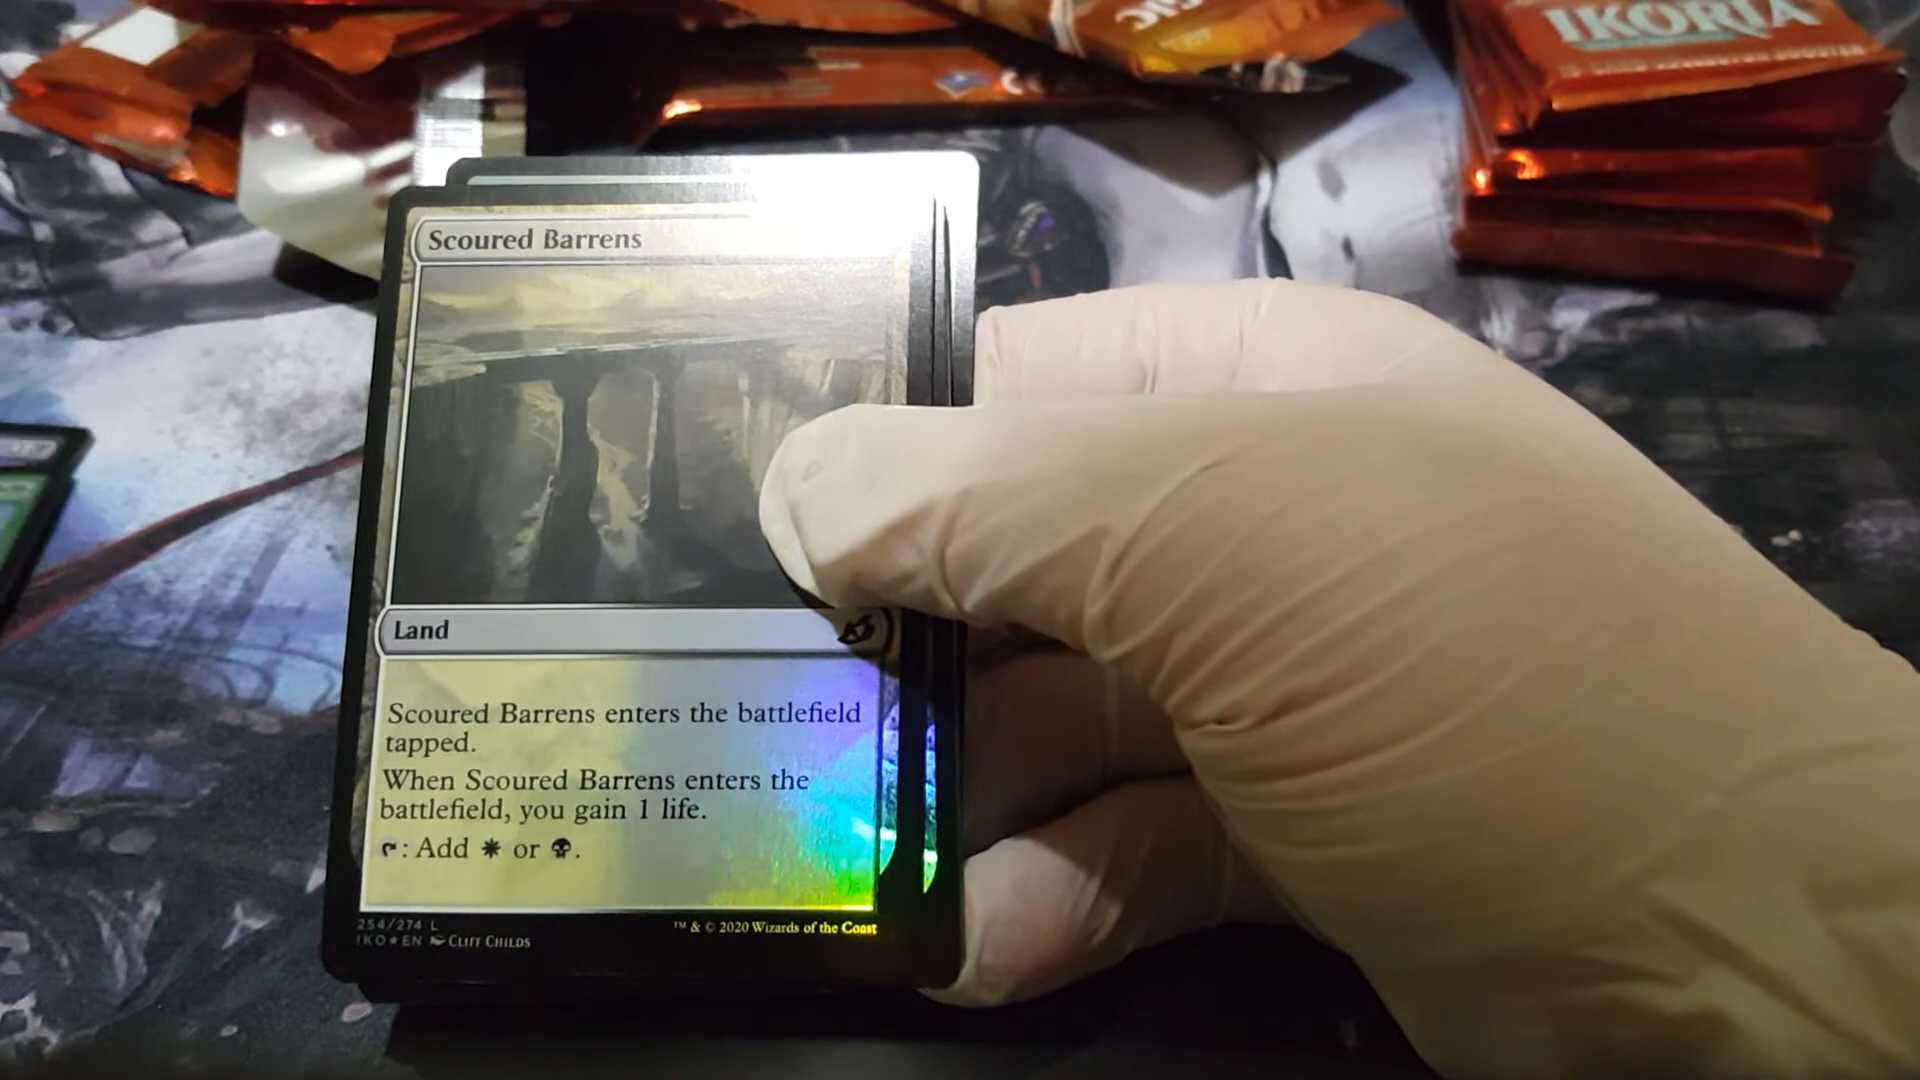 IKORIA
Scoured Barrens
Land
Scoured Barrens enters the battlefield
tapped.
When Scoured Barrens enters the
battlefield, you gain 1 life.
: Add or .
254/274 L
IKO★EN CLIFF CHILDS
™ & © 2020 Wizards of the Coast